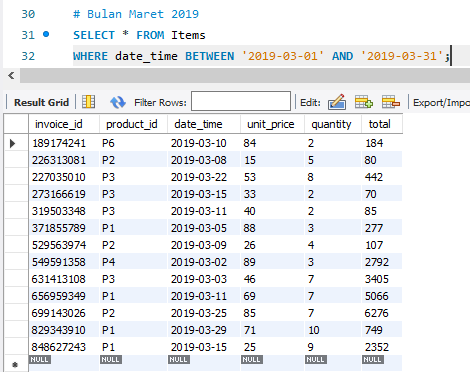 30 # Bulan Maret 2019
31 SELECT * FROM Items
32 WHERE date_time BETWEEN '2019-03-01' AND '2019-03-31';
Result Grid Filter Rows: Edit: Export/Impo
invoice_id product_id date_time unit_price quantity total
189174241 P6 2019-03-10 84 2 184
226313081 P2 2019-03-08 15 5 80
227035010 P3 2019-03-22 53 8 442
273166619 P3 2019-03-15 33 2 70
319503348 P3 2019-03-11 40 2 85
371855789 P1 2019-03-05 88 3 277
529563974 P2 2019-03-09 26 4 107
549591358 P4 2019-03-02 89 3 2792
631413108 P3 2019-03-03 46 7 3405
656959349 P1 2019-03-11 69 7 5066
699143026 P2 2019-03-25 85 7 6276
829343910 P1 2019-03-29 71 10 749
848627243 P1 2019-03-15 25 9 2352
NULL NULL NULL NULL NULL NULL